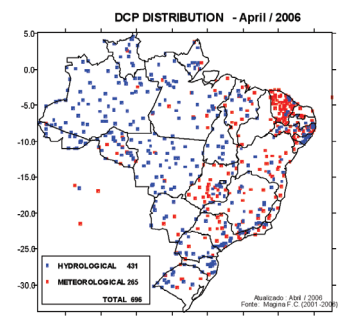 DCP DISTRIBUTION - April / 2006
5.0
0.0
-5.0
-10.0
-15.0
-20.0
-25.0
-30.0
HYDROLOGICAL 431
METEOROLOGICAL 265
TOTAL 696
Atualizado : Abril / 2006
Fonte: Magina F. C. (2001 -2006)